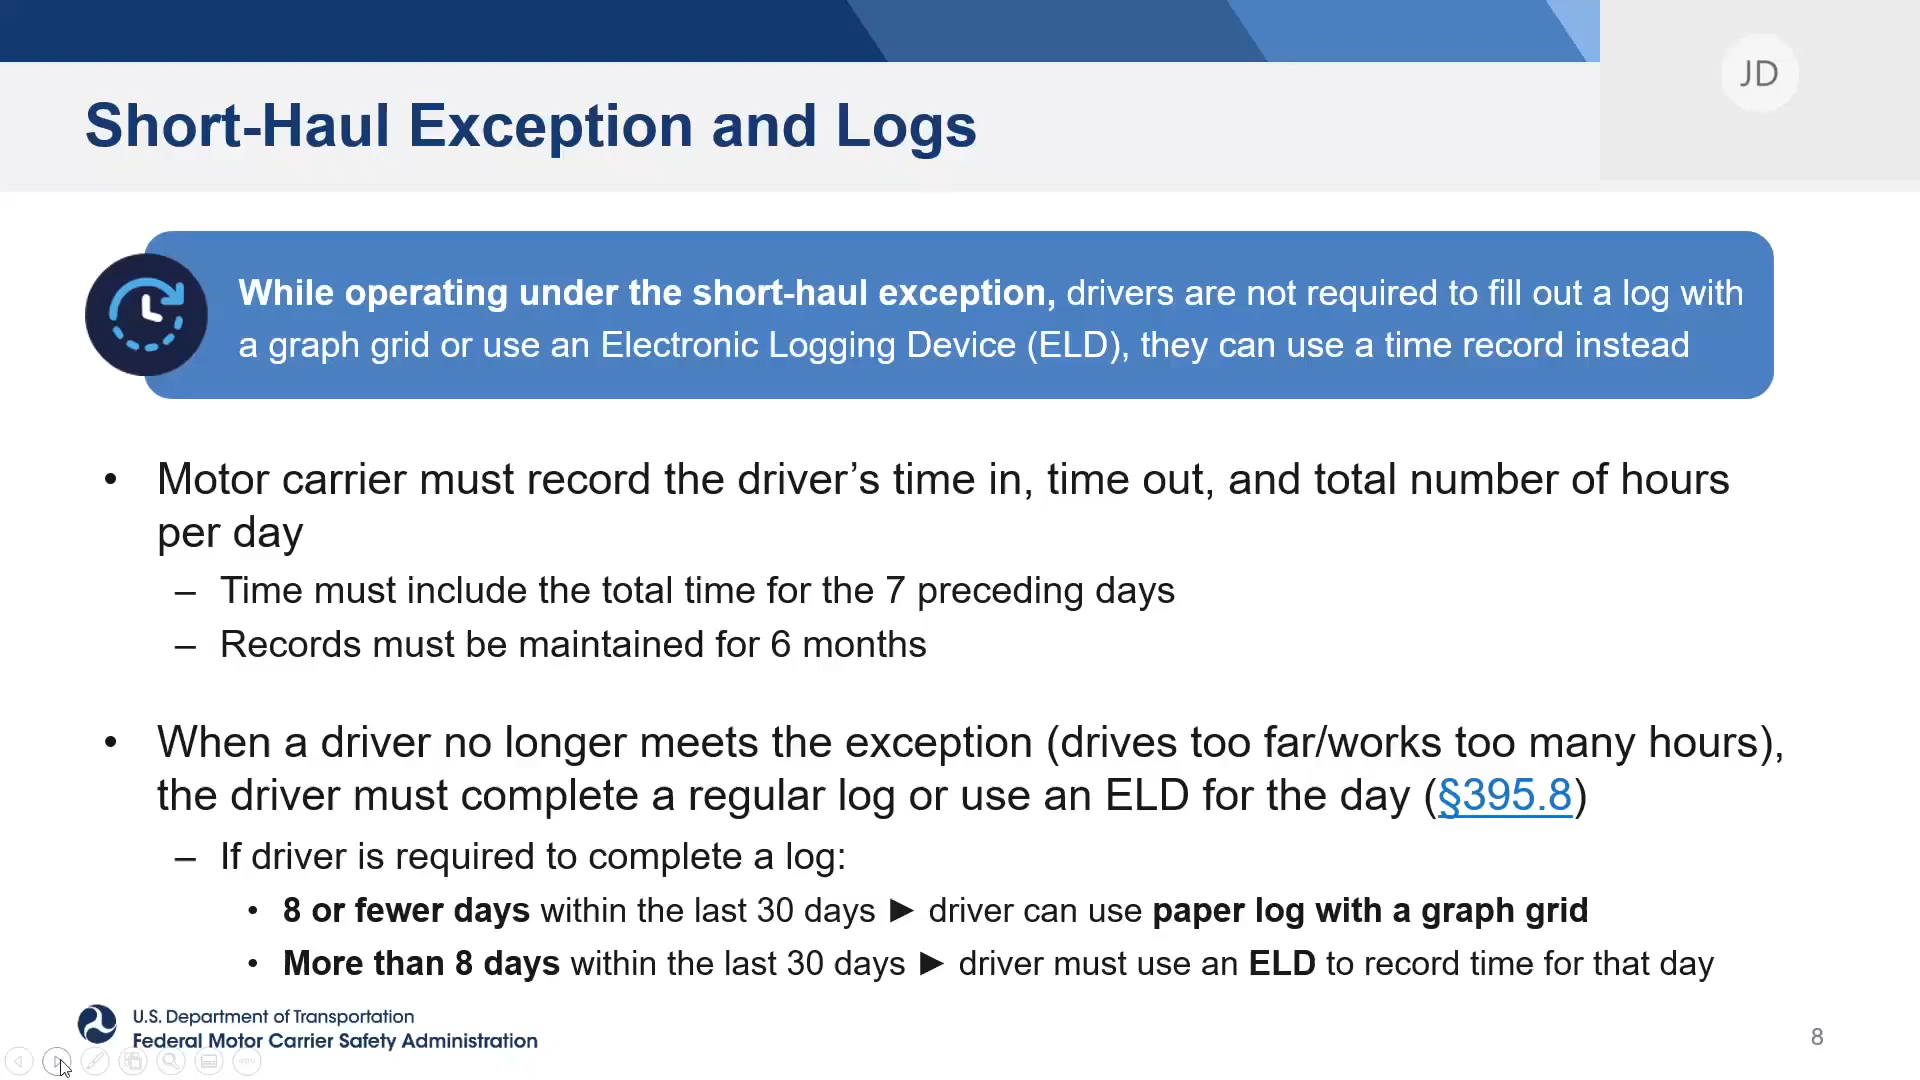 JD
Short-Haul Exception and Logs
While operating under the short-haul exception, drivers are not required to fill out a log with
a graph grid or use an Electronic Logging Device (ELD), they can use a time record instead
• Motor carrier must record the driver’s time in, time out, and total number of hours
per day
– Time must include the total time for the 7 preceding days
– Records must be maintained for 6 months
• When a driver no longer meets the exception (drives too far/works too many hours),
the driver must complete a regular log or use an ELD for the day (§395.8)
– If driver is required to complete a log:
• 8 or fewer days within the last 30 days ► driver can use paper log with a graph grid
• More than 8 days within the last 30 days ► driver must use an ELD to record time for that day
U.S. Department of Transportation
Federal Motor Carrier Safety Administration
8